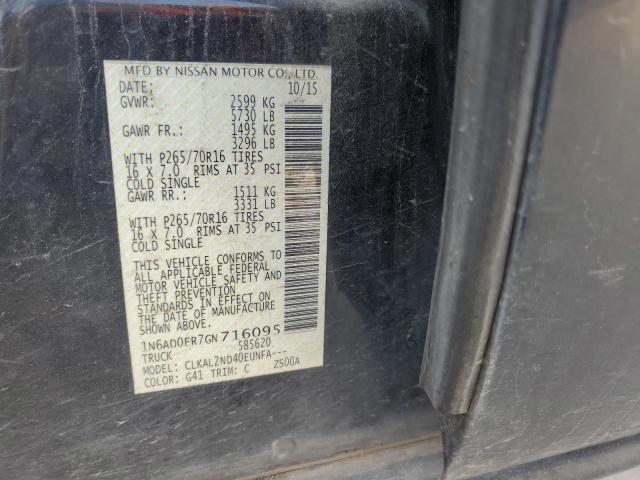 MFD BY NISSAN MOTOR CO., LTD.
DATE: 10/15
GVWR: 2599 KG
5730 LB
GAWR FR.: 1495 KG
3296 LB
WITH P265/70R16 TIRES
16 X 7.0 RIMS AT 35 PSI
COLD SINGLE
GAWR RR.: 1511 KG
3331 LB
WITH P265/70R16 TIRES
16 X 7.0 RIMS AT 35 PSI
COLD SINGLE
THIS VEHICLE CONFORMS TO
ALL APPLICABLE FEDERAL
MOTOR VEHICLE SAFETY AND
THEFT PREVENTION
STANDARDS IN EFFECT ON
THE DATE OF MANUFACTURE
SHOWN ABOVE.
1N6AD0ER7GN716095
TRUCK 585620
MODEL: CLKAL2ND40EUNFA---
COLOR: G41 TRIM: C ZS00A